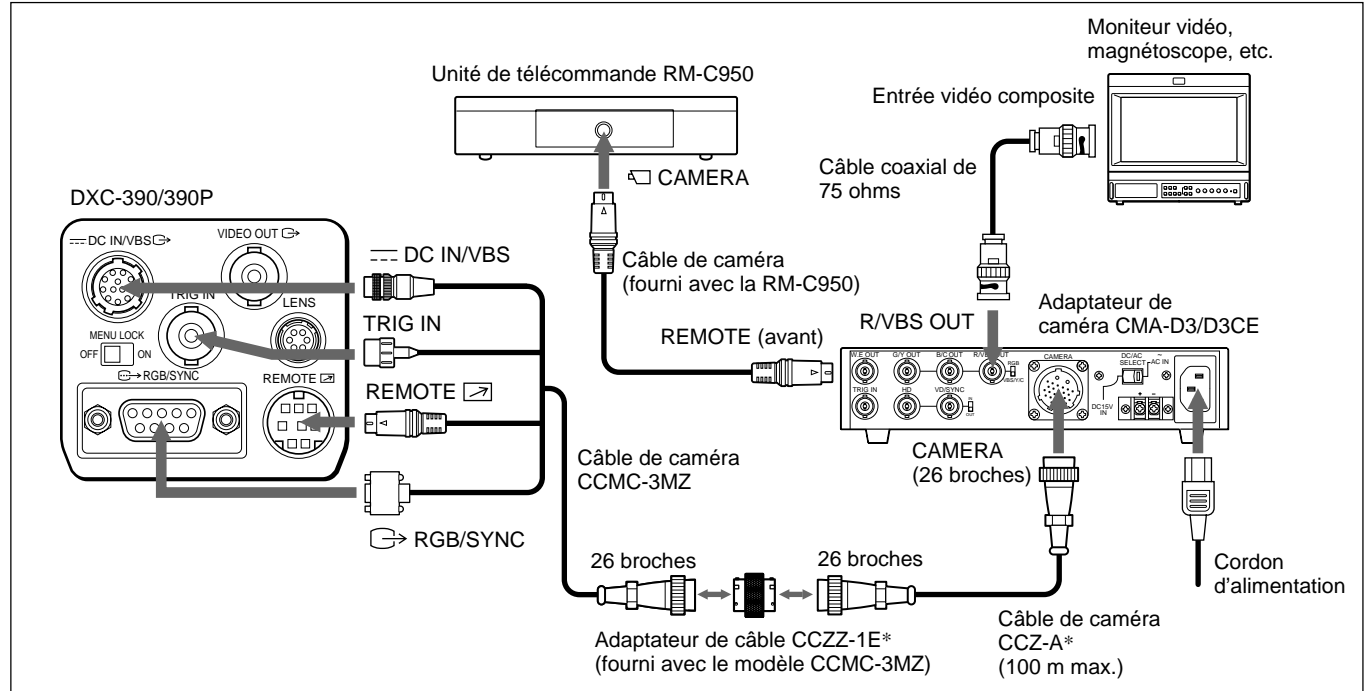 Moniteur vidéo,
magnétoscope, etc.
Unité de télécommande RM-C950
Entrée vidéo composite
Câble coaxial de
75 ohms
CAMERA
DXC-390/390P
DC IN/VBS
VIDEO OUT
TRIG IN
LENS
MENU LOCK
OFF ON
RGB/SYNC
REMOTE
DC IN/VBS
TRIG IN
REMOTE
RGB/SYNC
Câble de caméra
(fourni avec la RM-C950)
REMOTE (avant)
R/VBS OUT
Adaptateur de
caméra CMA-D3/D3CE
W.E OUT G/Y OUT B/C OUT R/VBS OUT
RGB
VBS/Y/C
TRIG IN HD VD/SYNC
IN
OUT
CAMERA
DC/AC
SELECT
~
AC IN
DC15V
IN
+ –
CAMERA
(26 broches)
Câble de caméra
CCMC-3MZ
26 broches
26 broches
Adaptateur de câble CCZZ-1E*
(fourni avec le modèle CCMC-3MZ)
Câble de caméra
CCZ-A*
(100 m max.)
Cordon
d'alimentation